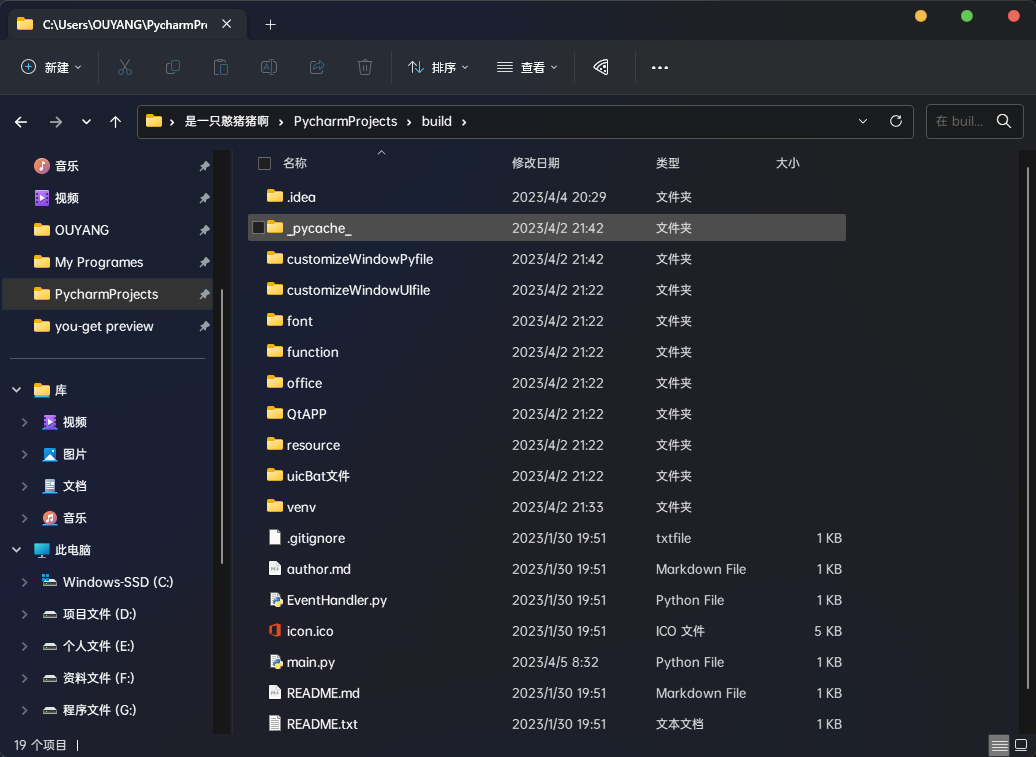 C:\Users\OUYANG\PycharmPr
新建
排序
查看
是一只憨猪猪啊
PycharmProjects
build
在 buil...
音乐
视频
OUYANG
My Programes
PycharmProjects
you-get preview
库
视频
图片
文档
音乐
此电脑
Windows-SSD (C:)
项目文件 (D:)
个人文件 (E:)
资料文件 (F:)
程序文件 (G:)
名称 修改日期 类型 大小
.idea 2023/4/4 20:29 文件夹
_pycache_ 2023/4/2 21:42 文件夹
customizeWindowPyfile 2023/4/2 21:42 文件夹
customizeWindowUIfile 2023/4/2 21:22 文件夹
font 2023/4/2 21:22 文件夹
function 2023/4/2 21:22 文件夹
office 2023/4/2 21:22 文件夹
QtAPP 2023/4/2 21:22 文件夹
resource 2023/4/2 21:22 文件夹
uicBat文件 2023/4/2 21:22 文件夹
venv 2023/4/2 21:33 文件夹
.gitignore 2023/1/30 19:51 txtfile 1 KB
author.md 2023/1/30 19:51 Markdown File 1 KB
EventHandler.py 2023/1/30 19:51 Python File 1 KB
icon.ico 2023/1/30 19:51 ICO 文件 5 KB
main.py 2023/4/5 8:32 Python File 1 KB
README.md 2023/1/30 19:51 Markdown File 1 KB
README.txt 2023/1/30 19:51 文本文档 1 KB
19 个项目